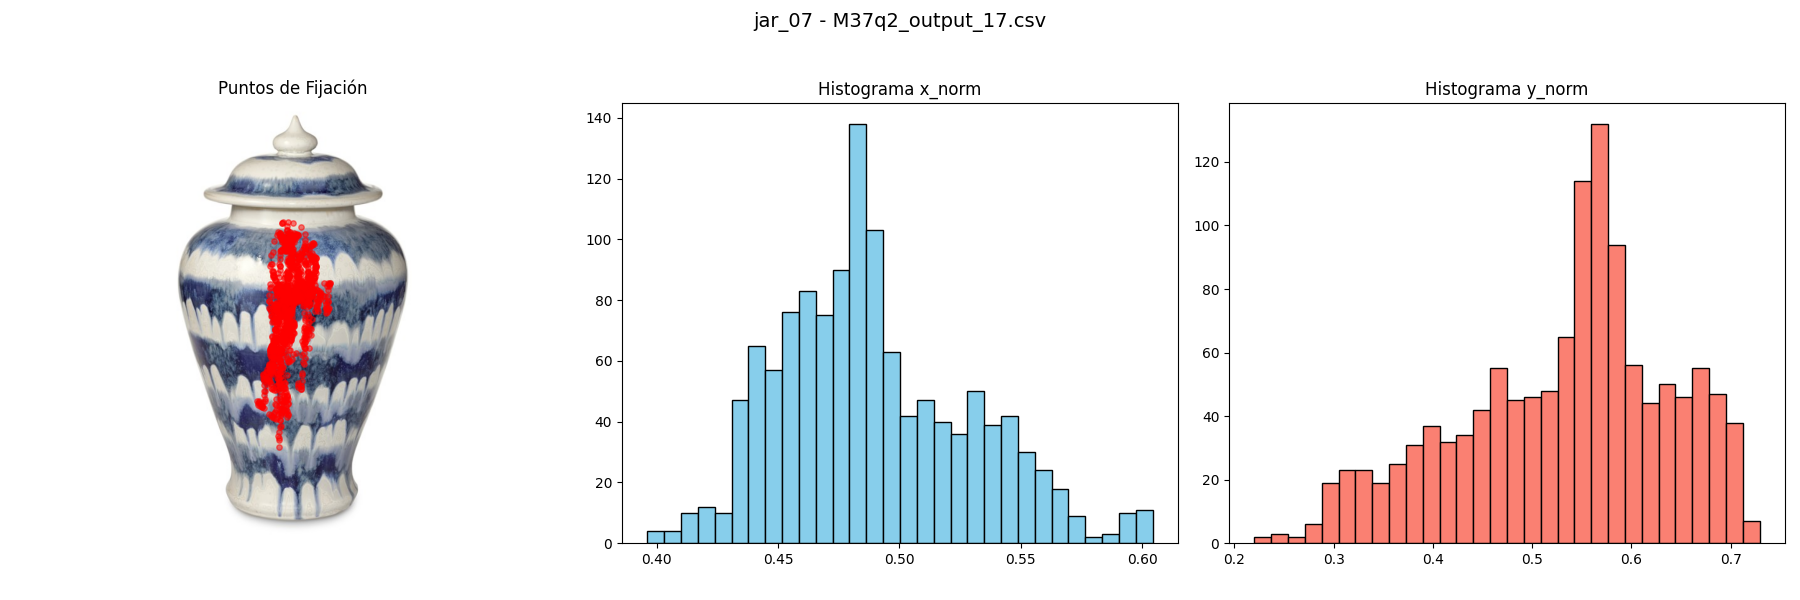 jar_07 - M37q2_output_17.csv
Puntos de Fijación
Histograma x_norm
140
120
100
80
60
40
20
0
0.40 0.45 0.50 0.55 0.60
Histograma y_norm
120
100
80
60
40
20
0
0.2 0.3 0.4 0.5 0.6 0.7